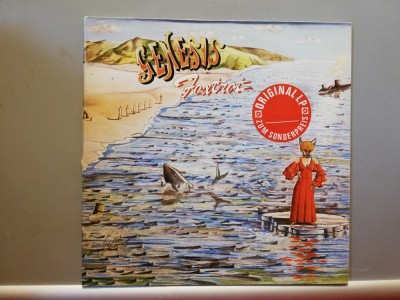 GENESIS
Foxtrot
ORIGINAL LP
ZUM SONDERPREIS